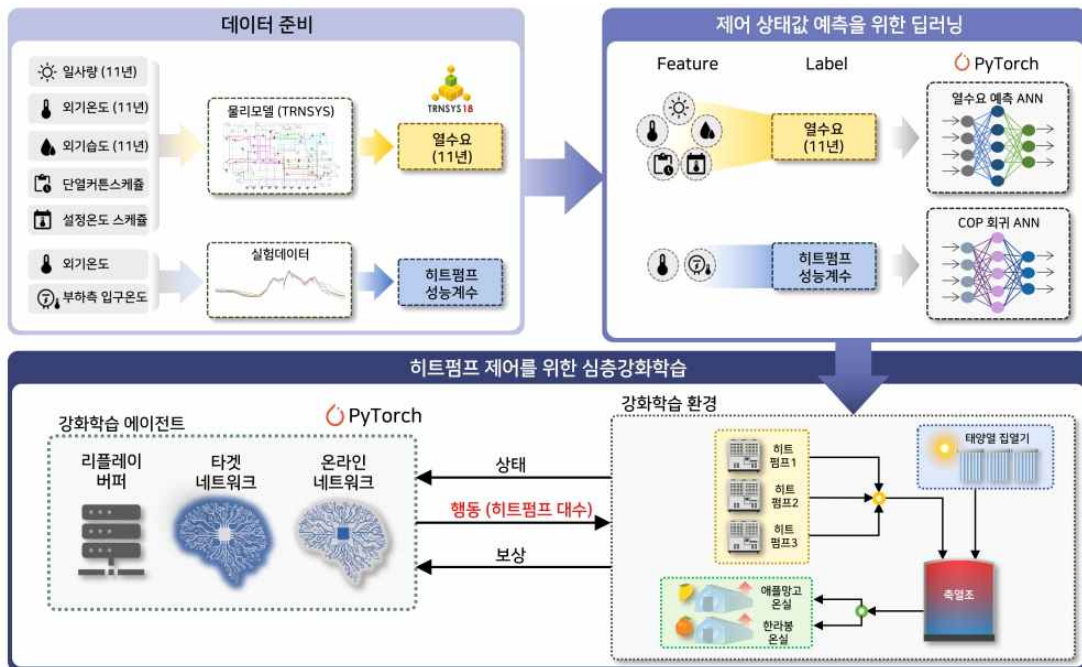 데이터 준비
일사량 (11년)
외기온도 (11년)
외기습도 (11년)
단열커튼스케쥴
설정온도 스케쥴
외기온도
부하측 입구온도
물리모델 (TRNSYS)
실험데이터
TRNSYS18
열수요
(11년)
히트펌프
성능계수
제어 상태값 예측을 위한 딥러닝
Feature
Label
PyTorch
열수요
(11년)
열수요 예측 ANN
히트펌프
성능계수
COP 회귀 ANN
히트펌프 제어를 위한 심층강화학습
강화학습 에이전트
PyTorch
리플레이
버퍼
타겟
네트워크
온라인
네트워크
상태
행동 (히트펌프 대수)
보상
강화학습 환경
히트
펌프1
히트
펌프2
히트
펌프3
태양열 집열기
축열조
애플망고
온실
한라봉
온실